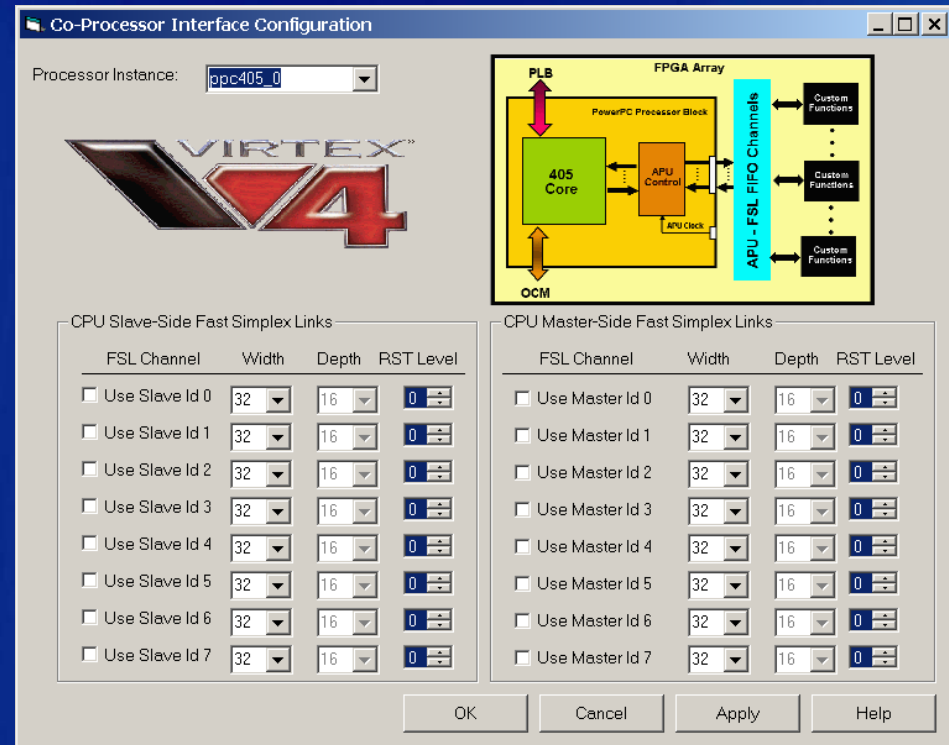 Co-Processor Interface Configuration
Processor Instance: ppc405_0
VIRTEX™
V4
PLB
FPGA Array
PowerPC Processor Block
405
Core
APU
Control
APU Clock
OCM
APU - FSL FIFO Channels
Custom
Functions
Custom
Functions
Custom
Functions
CPU Slave-Side Fast Simplex Links
FSL Channel Width Depth RST Level
Use Slave Id 0 32 16 0
Use Slave Id 1 32 16 0
Use Slave Id 2 32 16 0
Use Slave Id 3 32 16 0
Use Slave Id 4 32 16 0
Use Slave Id 5 32 16 0
Use Slave Id 6 32 16 0
Use Slave Id 7 32 16 0
CPU Master-Side Fast Simplex Links
FSL Channel Width Depth RST Level
Use Master Id 0 32 16 0
Use Master Id 1 32 16 0
Use Master Id 2 32 16 0
Use Master Id 3 32 16 0
Use Master Id 4 32 16 0
Use Master Id 5 32 16 0
Use Master Id 6 32 16 0
Use Master Id 7 32 16 0
OK Cancel Apply Help